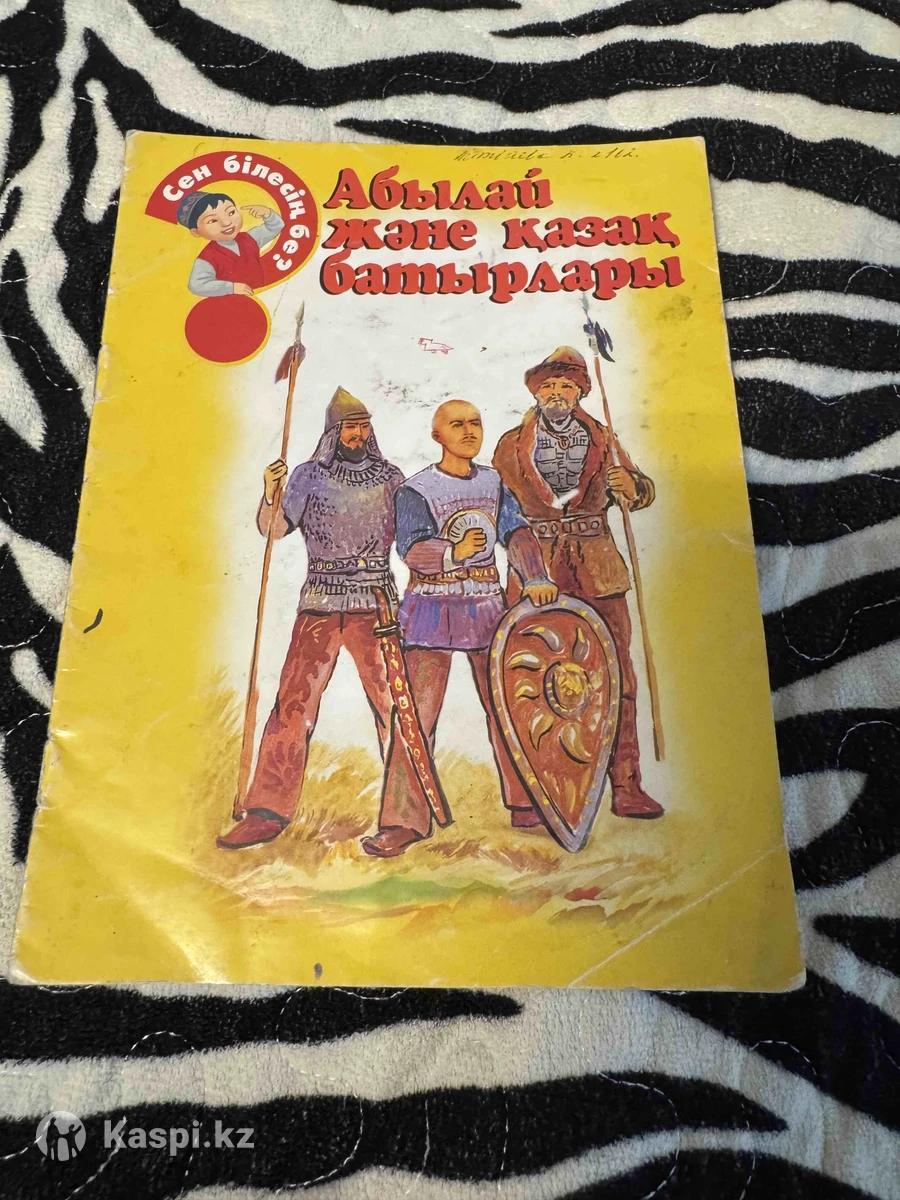 Сен білесің бе?
Абылай
және қазақ
батырлары
Kaspi.kz